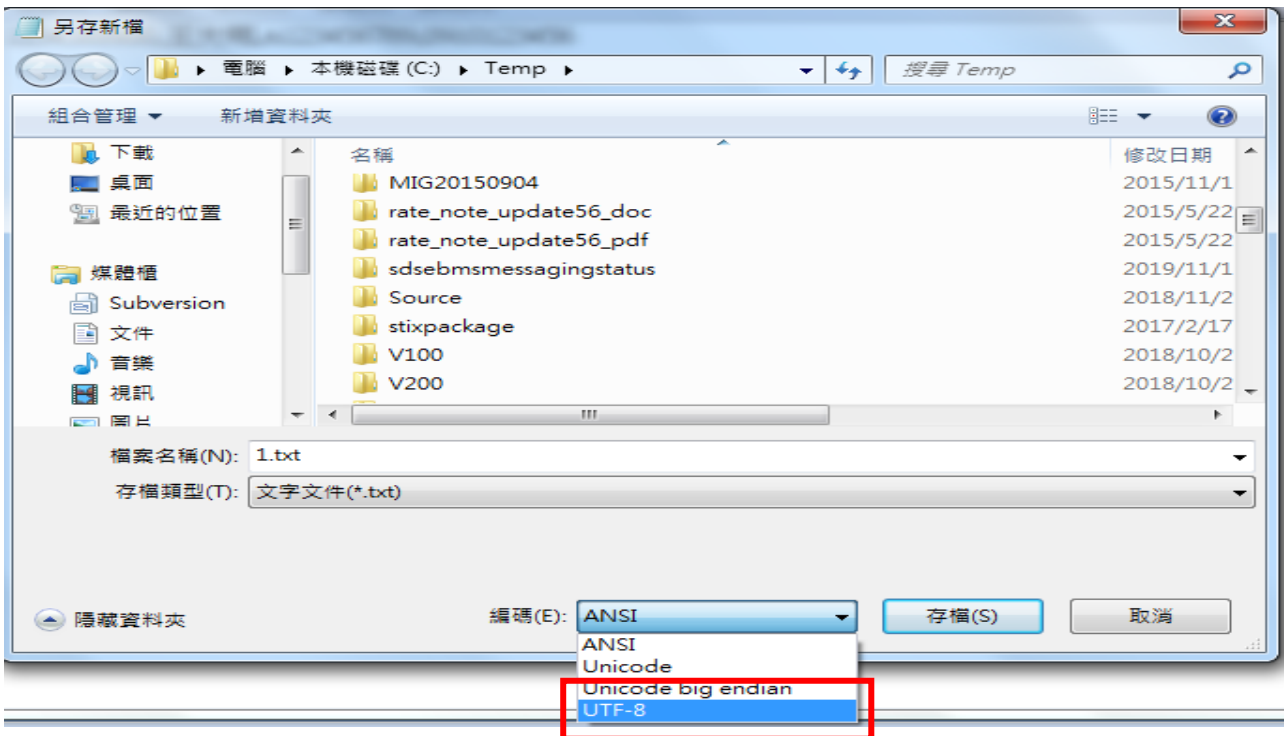 另存新檔
電腦 ▸ 本機磁碟 (C:) ▸ Temp ▸ 搜尋 Temp
組合管理 新增資料夾
下載
桌面
最近的位置
媒體櫃
Subversion
文件
音樂
視訊
圖片
名稱 修改日期
MIG20150904 2015/11/1
rate_note_update56_doc 2015/5/22
rate_note_update56_pdf 2015/5/22
sdsebmsmessagingstatus 2019/11/1
Source 2018/11/2
stixpackage 2017/2/17
V100 2018/10/2
V200 2018/10/2
檔案名稱(N): 1.txt
存檔類型(T): 文字文件(*.txt)
隱藏資料夾 編碼(E): ANSI 存檔(S) 取消
ANSI
Unicode
Unicode big endian
UTF-8